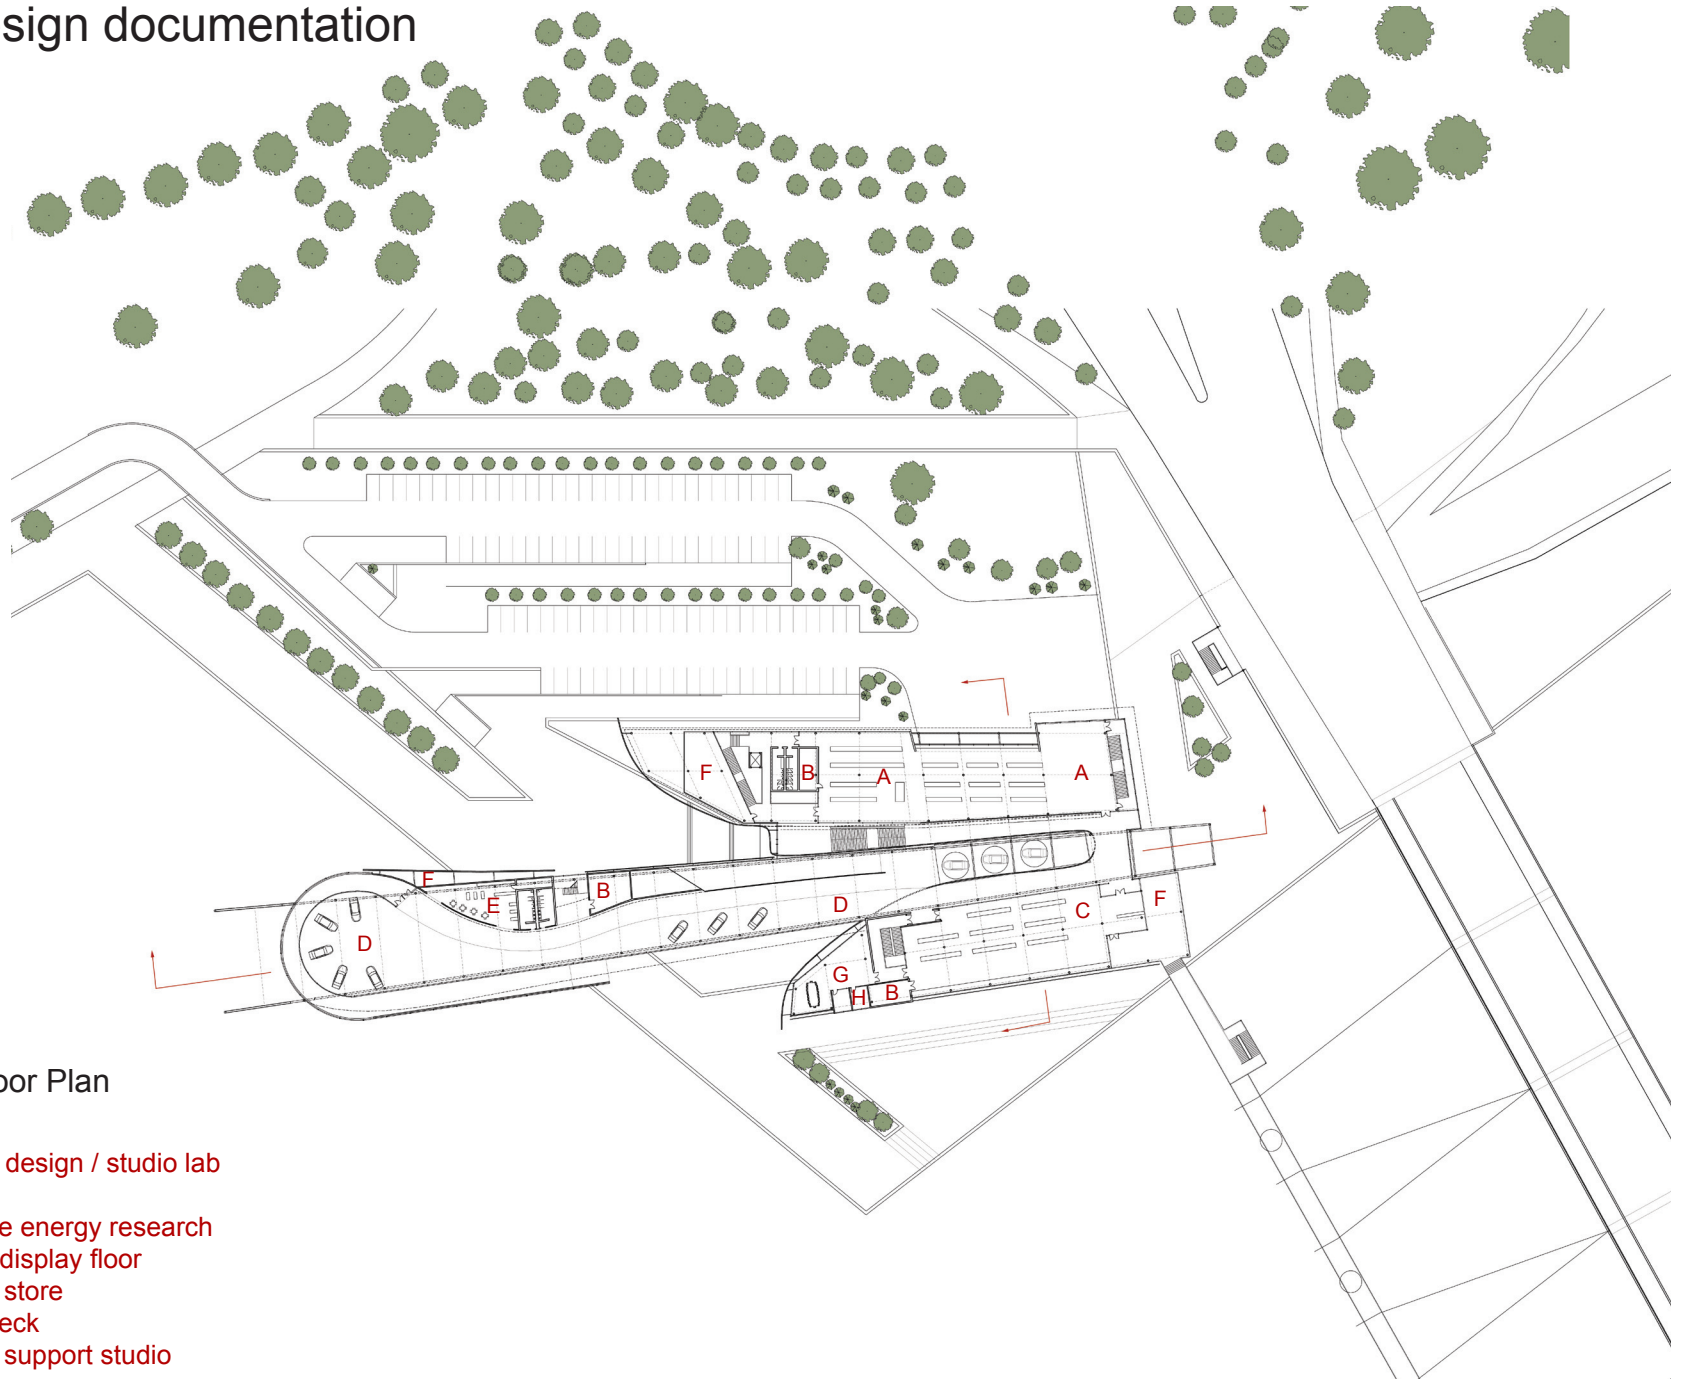 sign documentation
F
B
A
A
F
E
B
D
D
C
F
G
H
B
oor Plan
design / studio lab
e energy research
display floor
store
eck
support studio